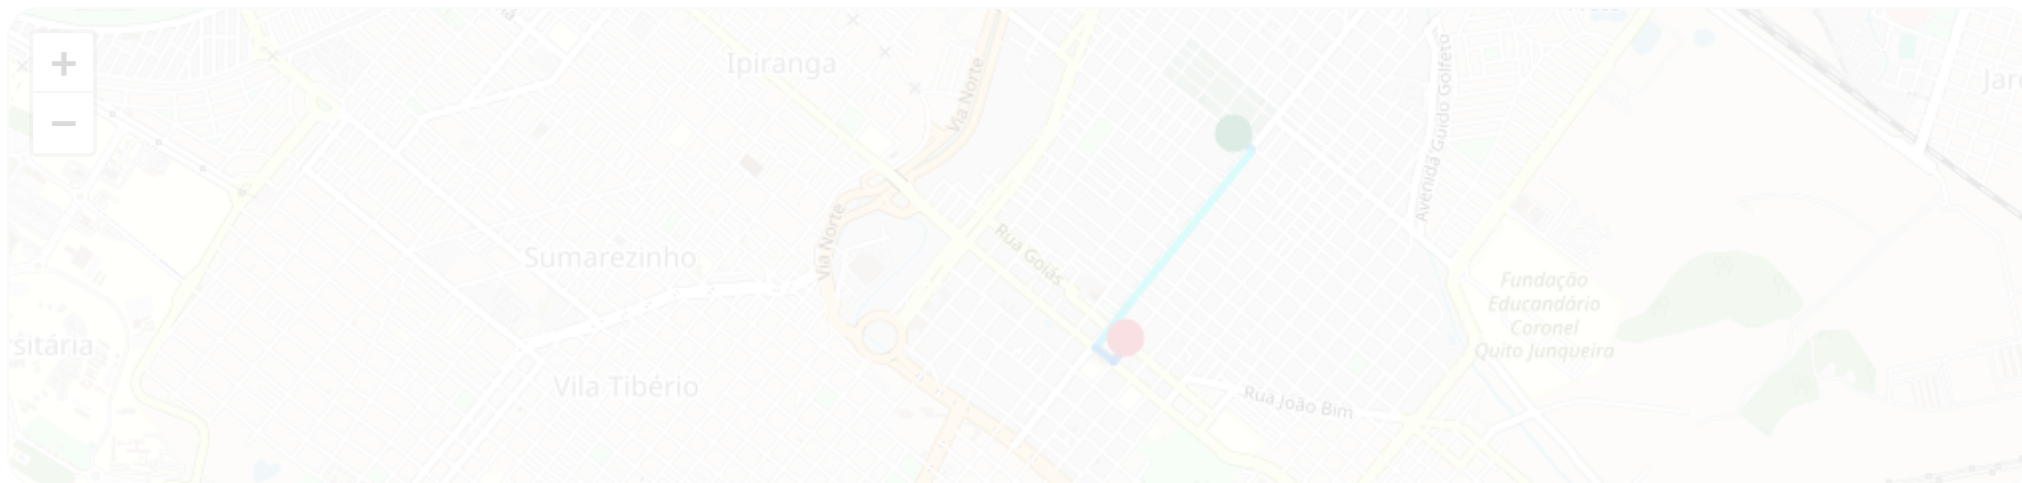 +
−
Ipiranga
Via Norte
Avenida Guido Golfeto
Via Norte
Rua Goiás
Sumarezinho
Fundação
Educandário
Coronel
Quito Junqueira
sitária
Vila Tibério
Rua João Bim